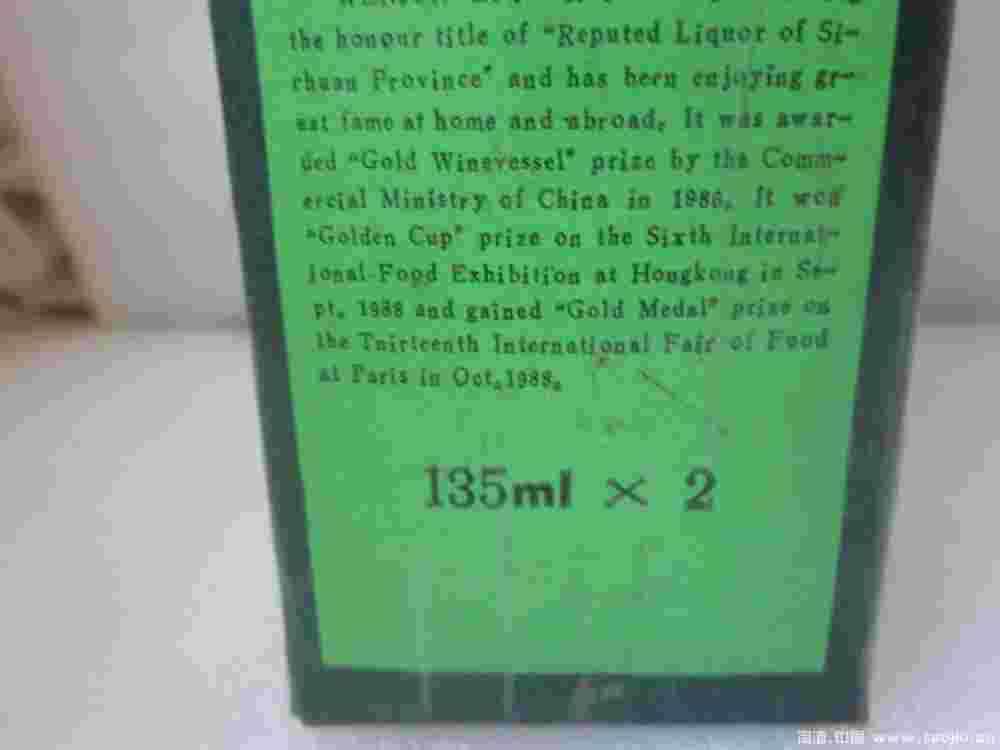 the honour title of "Reputed Liquor of Si-
chuan Province" and has been enjoying gr-
eat fame at home and abroad. It was awar-
ded "Gold Winevessel" prize by the Comm-
ercial Ministry of China in 1986. It won
"Golden Cup" prize on the Sixth Internat-
ional Food Exhibition at Hongkong in Se-
pt. 1988 and gained "Gold Medal" prize on
the Tnirteenth International Fair of Food
at Paris in Oct.1988.
135ml × 2